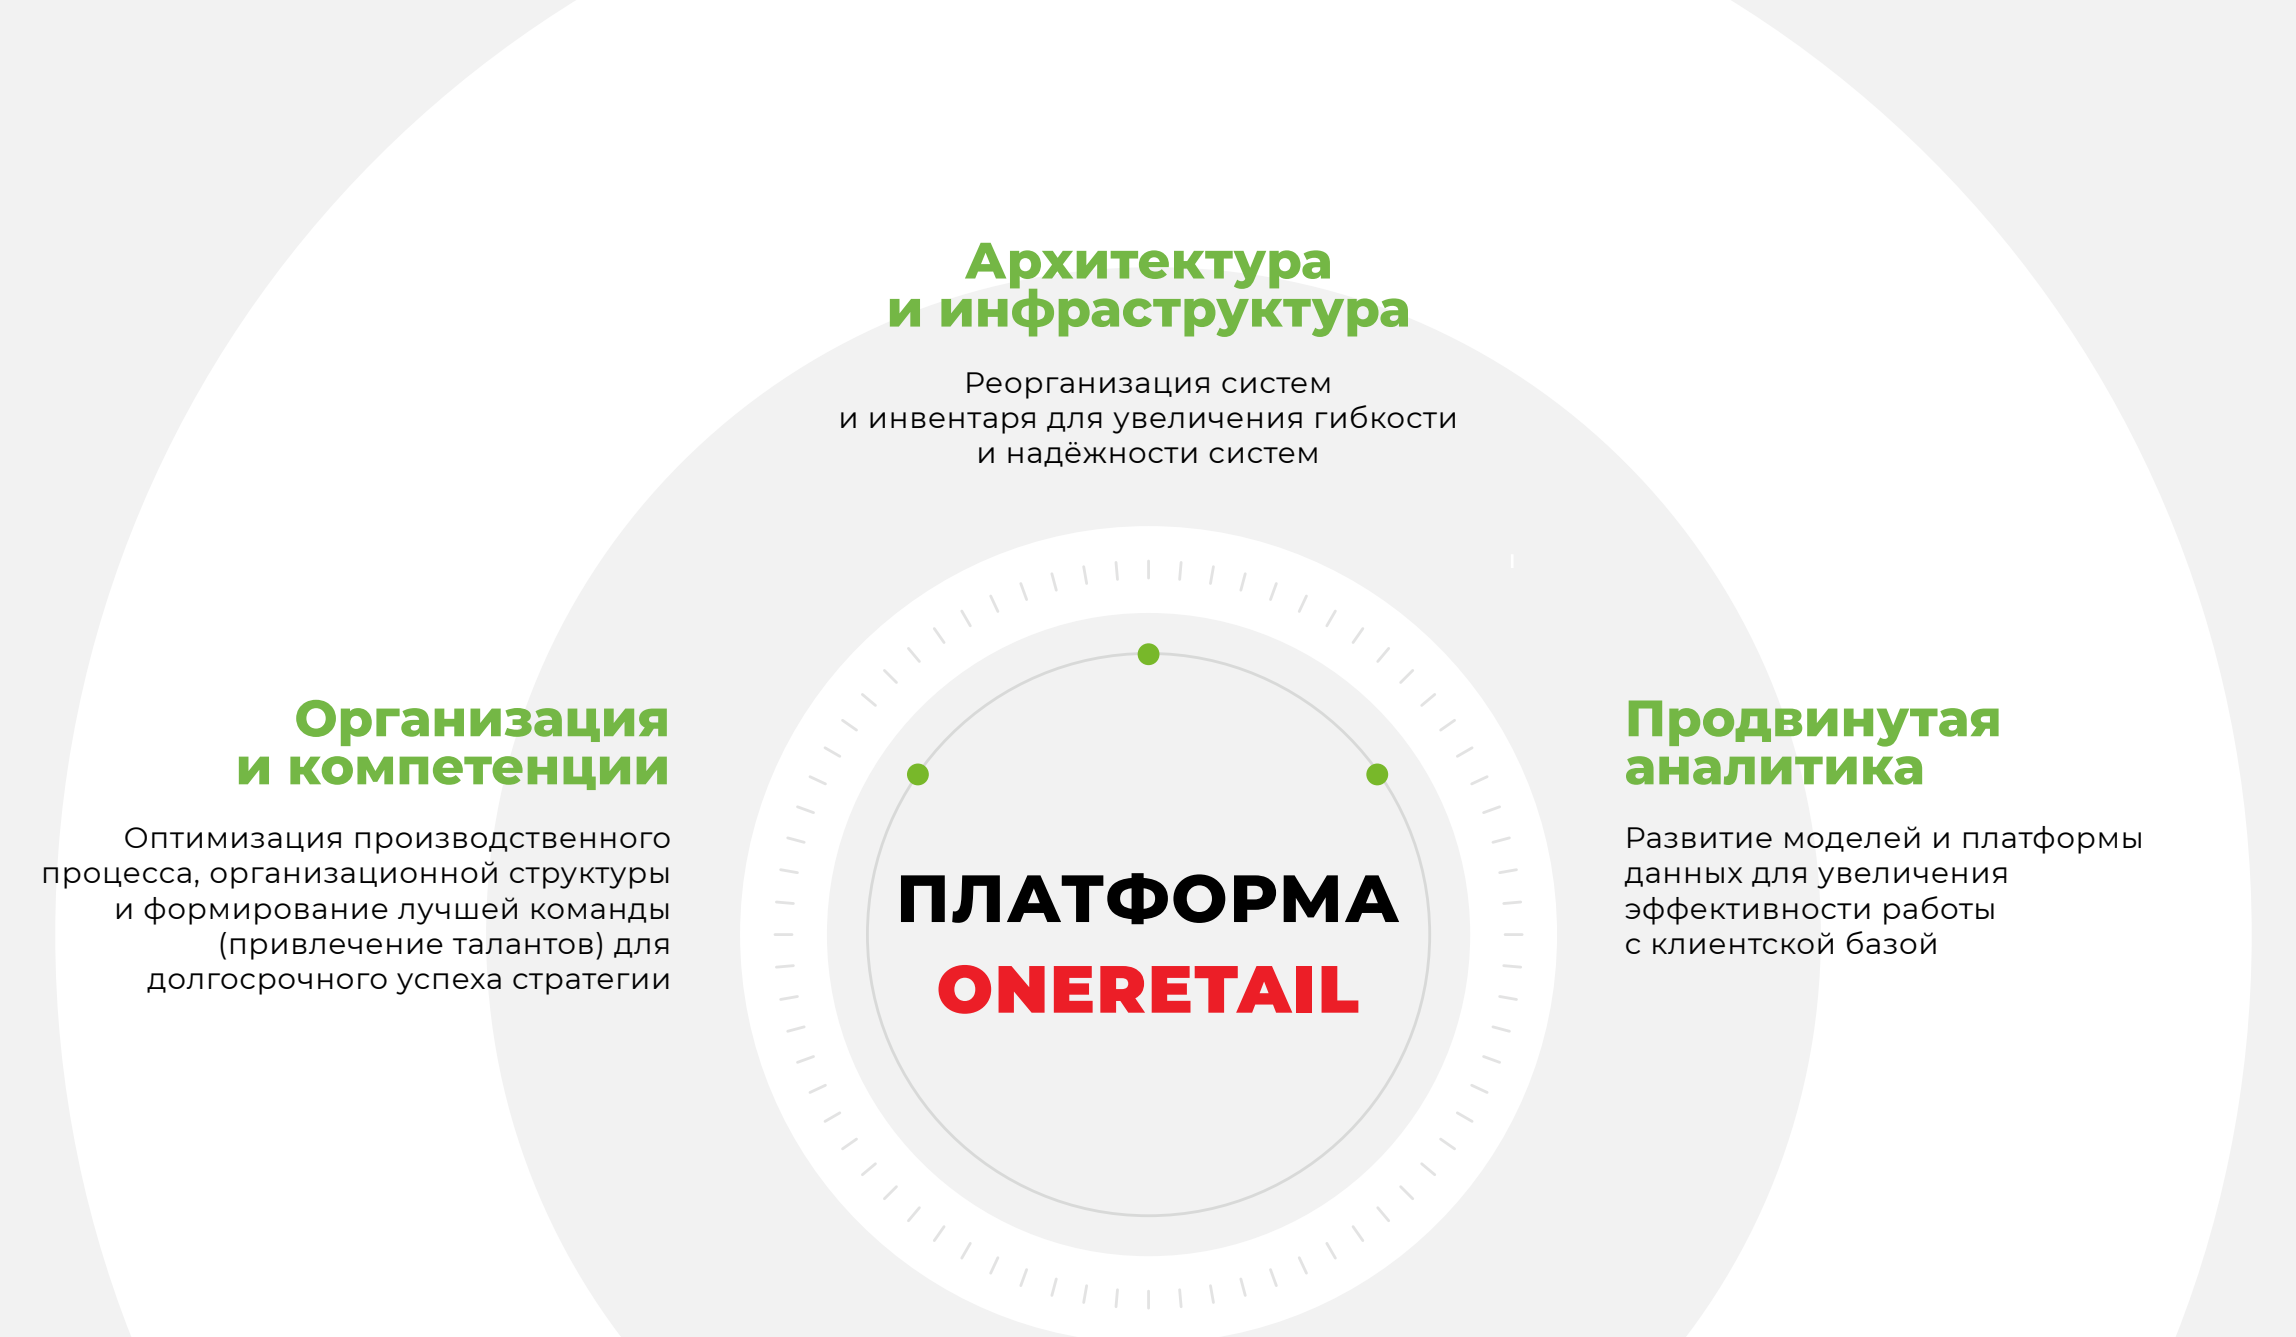 Архитектура
и инфраструктура
Реорганизация систем
и инвентаря для увеличения гибкости
и надёжности систем
Организация
и компетенции
Оптимизация производственного
процесса, организационной структуры
и формирование лучшей команды
(привлечение талантов) для
долгосрочного успеха стратегии
ПЛАТФОРМА
ONERETAIL
Продвинутая
аналитика
Развитие моделей и платформы
данных для увеличения
эффективности работы
с клиентской базой